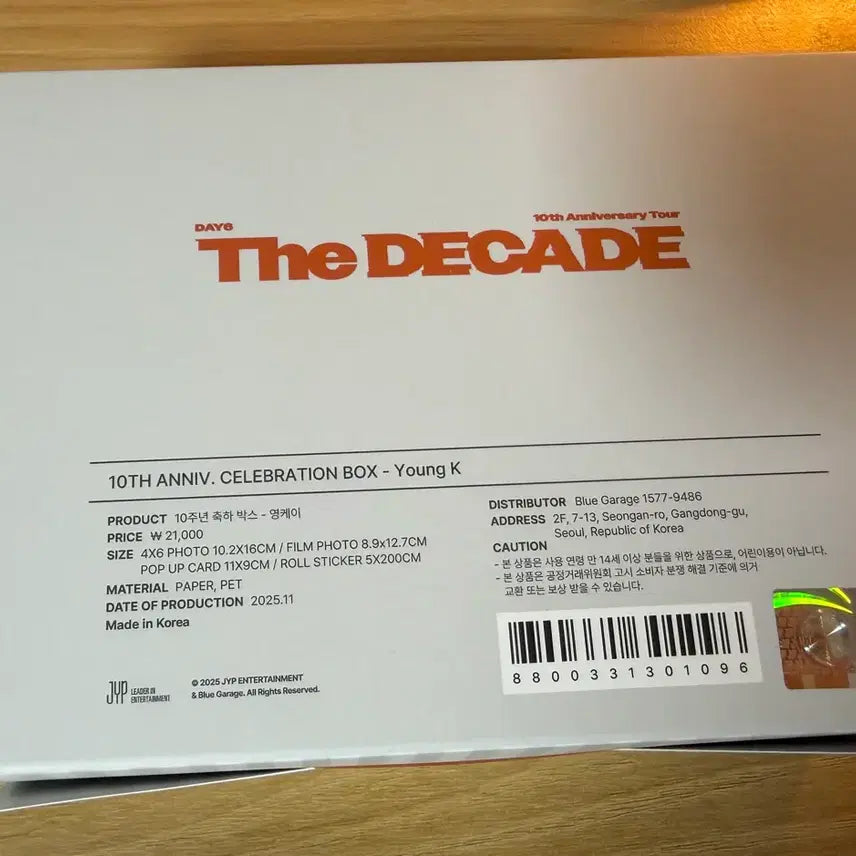 DAY6
10th Anniversary Tour
The DECADE
10TH ANNIV. CELEBRATION BOX - Young K
PRODUCT 10주년 축하 박스 - 영케이
PRICE ₩ 21,000
SIZE 4X6 PHOTO 10.2X16CM / FILM PHOTO 8.9x12.7CM
POP UP CARD 11X9CM / ROLL STICKER 5X200CM
MATERIAL PAPER, PET
DATE OF PRODUCTION 2025.11
Made in Korea
DISTRIBUTOR Blue Garage 1577-9486
ADDRESS 2F, 7-13, Seongan-ro, Gangdong-gu,
Seoul, Republic of Korea
CAUTION
- 본 상품은 사용 연령 만 14세 이상 분들을 위한 상품으로, 어린이용이 아닙니다.
- 본 상품은 공정거래위원회 고시 소비자 분쟁 해결 기준에 의거
교환 또는 보상 받을 수 있습니다.
8800331301096
JYP LEADER IN
ENTERTAINMENT
© 2025 JYP ENTERTAINMENT
& Blue Garage. All Rights Reserved.